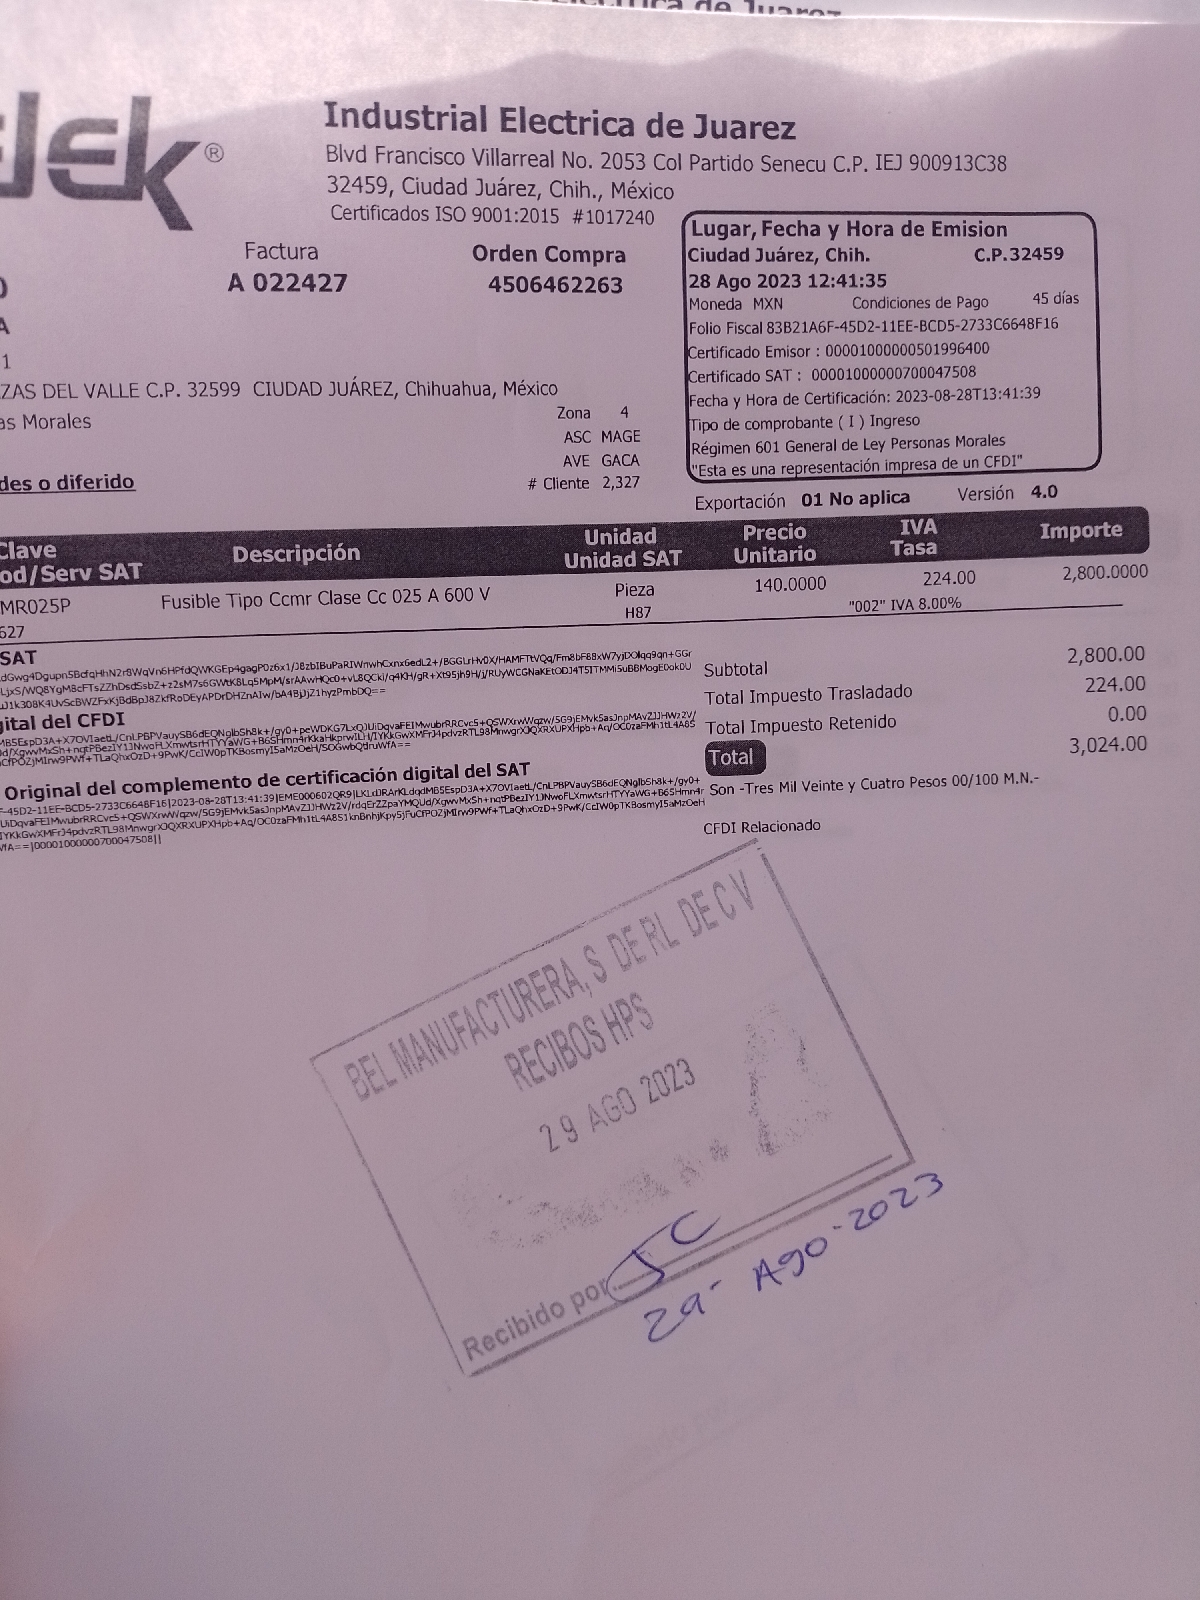 Industrial Electrica de Juarez
Blvd Francisco Villarreal No. 2053 Col Partido Senecu C.P. IEJ 900913C38
32459, Ciudad Juárez, Chih., México
Certificados ISO 9001:2015 #1017240
Factura
A 022427
Orden Compra
4506462263
Lugar, Fecha y Hora de Emision
Ciudad Juárez, Chih. C.P.32459
28 Ago 2023 12:41:35
Moneda MXN Condiciones de Pago 45 días
Folio Fiscal 83B21A6F-45D2-11EE-BCD5-2733C6648F16
Certificado Emisor : 00001000000501996400
Certificado SAT : 00001000000700047508
Fecha y Hora de Certificación: 2023-08-28T13:41:39
Tipo de comprobante ( I ) Ingreso
Régimen 601 General de Ley Personas Morales
"Esta es una representación impresa de un CFDI"
ZAS DEL VALLE C.P. 32599 CIUDAD JUÁREZ, Chihuahua, México
as Morales
Zona 4
ASC MAGE
AVE GACA
# Cliente 2,327
des o diferido
Exportación 01 No aplica Versión 4.0
Clave
od/Serv SAT
Descripción
Unidad
Unidad SAT
Precio
Unitario
IVA
Tasa
Importe
MR025P Fusible Tipo Ccmr Clase Cc 025 A 600 V Pieza 140.0000 224.00 2,800.0000
627 H87 "002" IVA 8.00%
SAT
Subtotal 2,800.00
Total Impuesto Trasladado 224.00
Total Impuesto Retenido 0.00
Total 3,024.00
Son -Tres Mil Veinte y Cuatro Pesos 00/100 M.N.-
CFDI Relacionado
gital del CFDI
Original del complemento de certificación digital del SAT
BEL MANUFACTURERA, S DE RL DE C V
RECIBOS HPS
29 AGO 2023
Recibido por
JC
29-Ago-2023